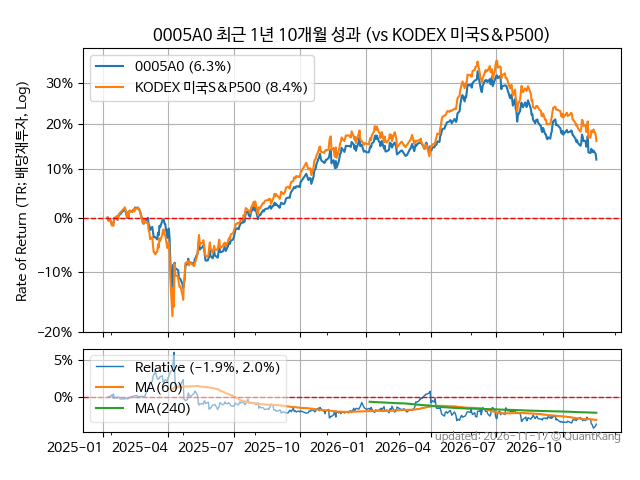 0005A0 최근 1년 10개월 성과 (vs KODEX 미국S&P500)
0005A0 (6.3%)
KODEX 미국S&P500 (8.4%)
Rate of Return (TR: 배당재투자, Log)
30%
20%
10%
0%
−10%
−20%
5%
0%
Relative (−1.9%, 2.0%)
MA(60)
MA(240)
2025-01
2025-04
2025-07
2025-10
2026-01
2026-04
2026-07
2026-10
updated: 2026-11-17 © QuantKang